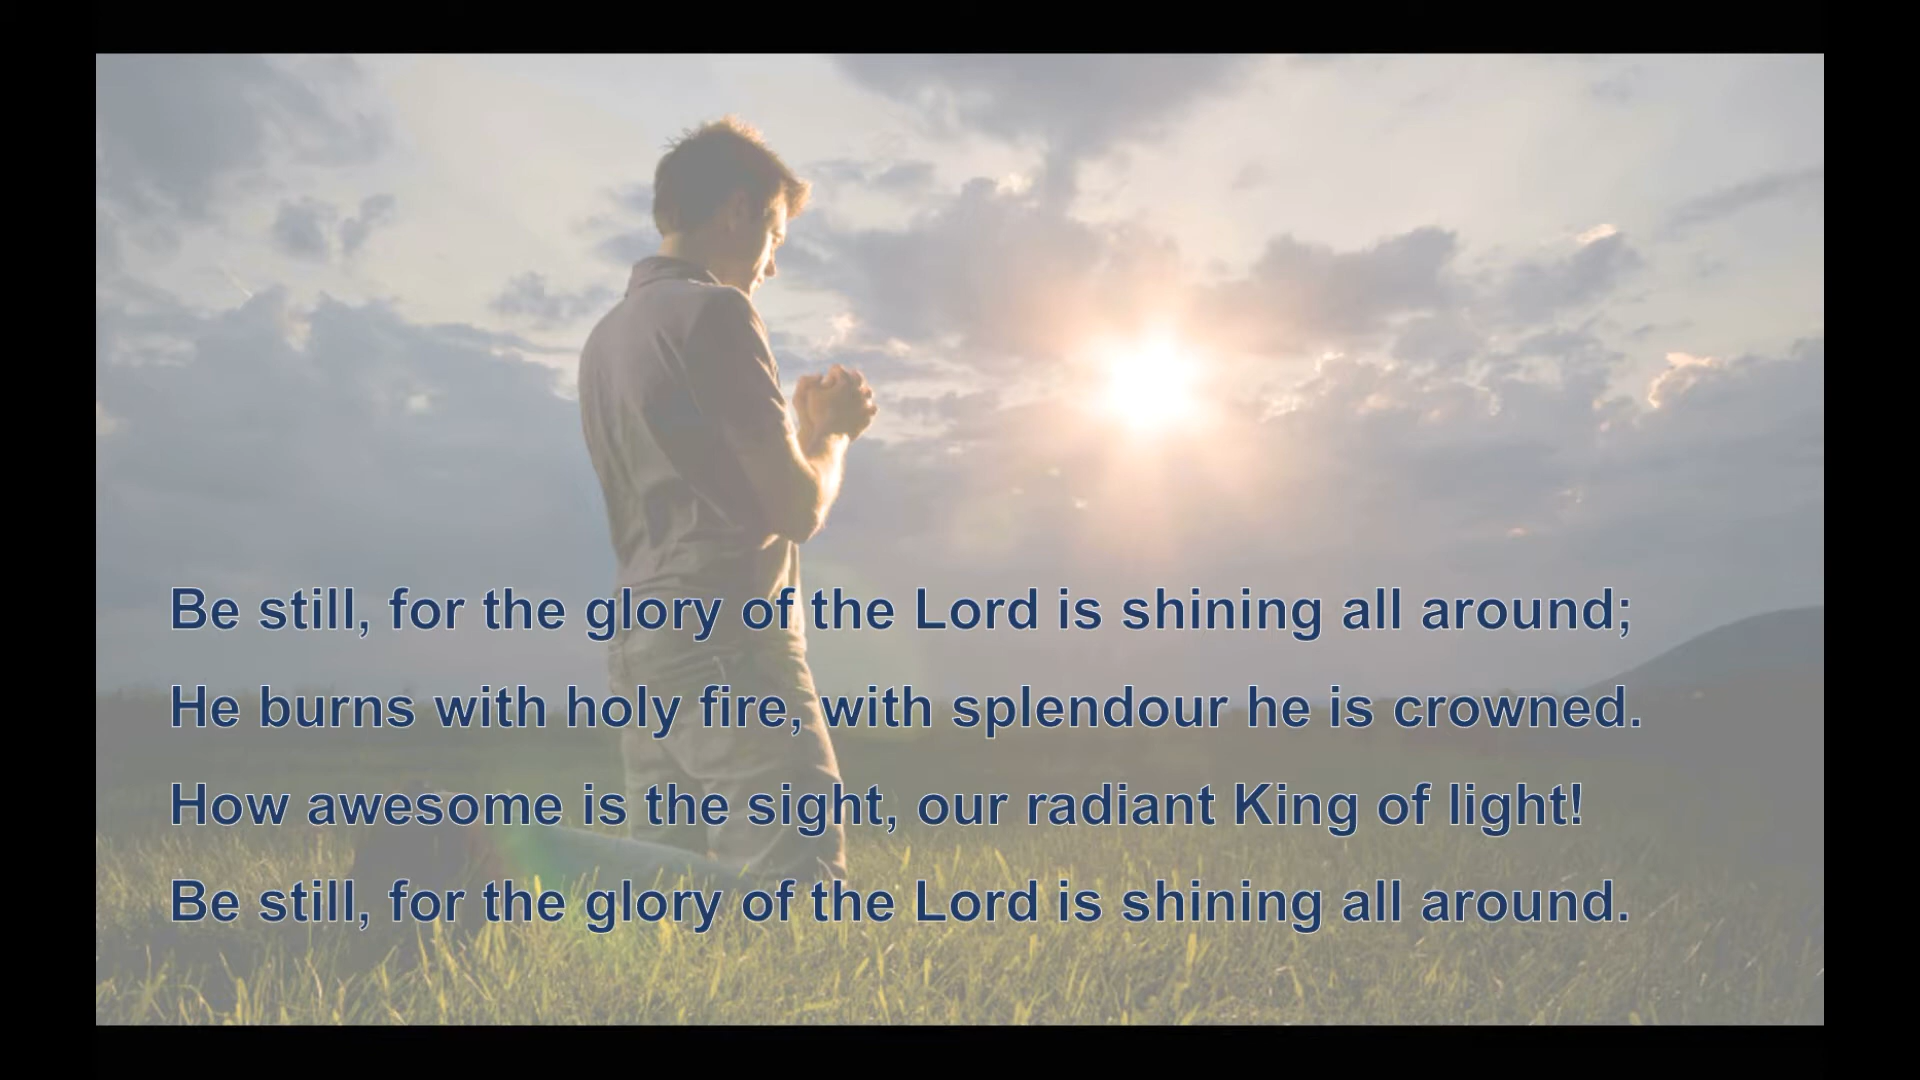 Be still, for the glory of the Lord is shining all around;
He burns with holy fire, with splendour he is crowned.
How awesome is the sight, our radiant King of light!
Be still, for the glory of the Lord is shining all around.